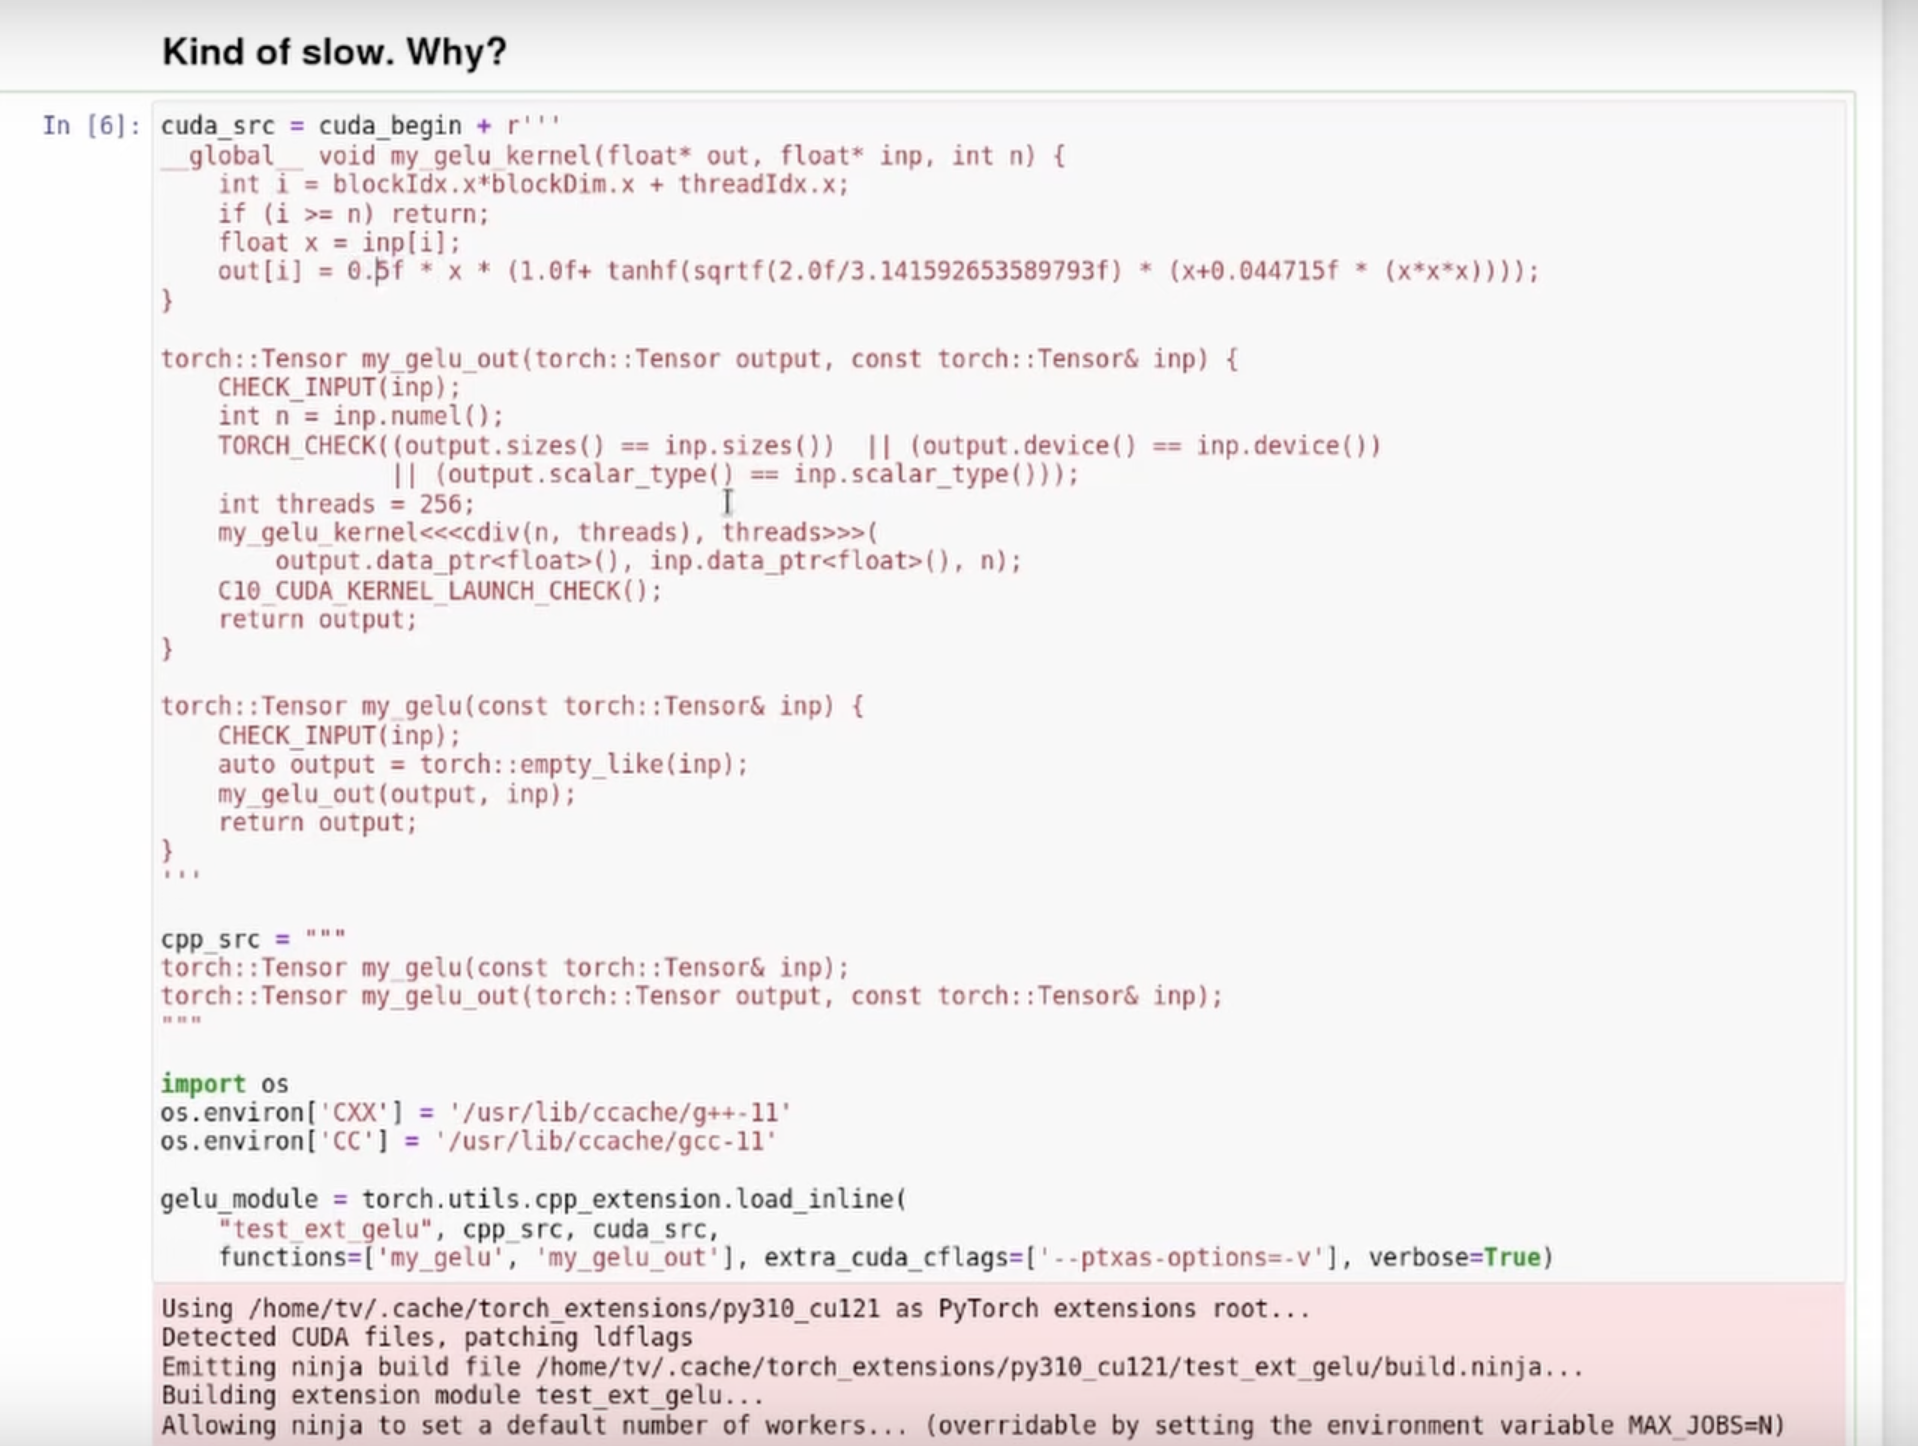 Kind of slow. Why?
In [6]: cuda_src = cuda_begin + r'''
__global__ void my_gelu_kernel(float* out, float* inp, int n) {
    int i = blockIdx.x*blockDim.x + threadIdx.x;
    if (i >= n) return;
    float x = inp[i];
    out[i] = 0.5f * x * (1.0f+ tanhf(sqrtf(2.0f/3.141592653589793f) * (x+0.044715f * (x*x*x))));
}

torch::Tensor my_gelu_out(torch::Tensor output, const torch::Tensor& inp) {
    CHECK_INPUT(inp);
    int n = inp.numel();
    TORCH_CHECK((output.sizes() == inp.sizes())  || (output.device() == inp.device())
                || (output.scalar_type() == inp.scalar_type()));
    int threads = 256;
    my_gelu_kernel<<<cdiv(n, threads), threads>>>(
        output.data_ptr<float>(), inp.data_ptr<float>(), n);
    C10_CUDA_KERNEL_LAUNCH_CHECK();
    return output;
}

torch::Tensor my_gelu(const torch::Tensor& inp) {
    CHECK_INPUT(inp);
    auto output = torch::empty_like(inp);
    my_gelu_out(output, inp);
    return output;
}
'''

cpp_src = """
torch::Tensor my_gelu(const torch::Tensor& inp);
torch::Tensor my_gelu_out(torch::Tensor output, const torch::Tensor& inp);
"""

import os
os.environ['CXX'] = '/usr/lib/ccache/g++-11'
os.environ['CC'] = '/usr/lib/ccache/gcc-11'

gelu_module = torch.utils.cpp_extension.load_inline(
    "test_ext_gelu", cpp_src, cuda_src,
    functions=['my_gelu', 'my_gelu_out'], extra_cuda_cflags=['--ptxas-options=-v'], verbose=True)
Using /home/tv/.cache/torch_extensions/py310_cu121 as PyTorch extensions root...
Detected CUDA files, patching ldflags
Emitting ninja build file /home/tv/.cache/torch_extensions/py310_cu121/test_ext_gelu/build.ninja...
Building extension module test_ext_gelu...
Allowing ninja to set a default number of workers... (overridable by setting the environment variable MAX_JOBS=N)